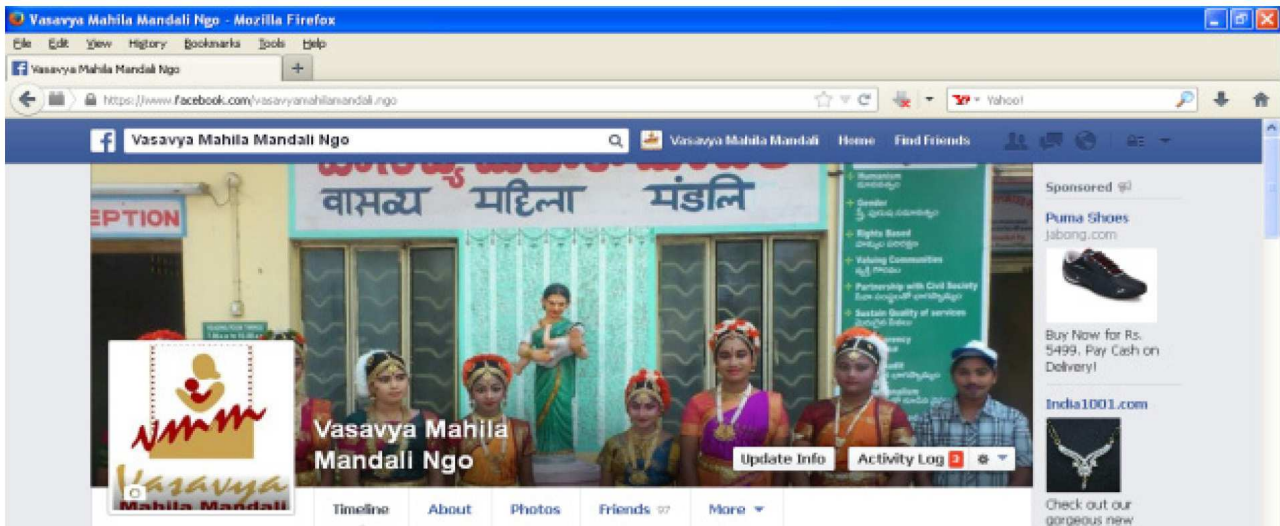 Vasavya Mahila Mandali Ngo - Mozilla Firefox
File Edit View History Bookmarks Tools Help
Vasavya Mahila Mandali Ngo
https://www.facebook.com/vasavyamahilamandali.ngo
Yahoo!
Vasavya Mahila Mandali Ngo
Vasavya Mahila Mandali Home Find Friends
वासव्य महिला मंडलि
EPTION
Humanism
Gender
Rights Based
Valuing Communities
Partnership with Civil Society
Sustain Quality of services
Sponsored
Puma Shoes
jabong.com
Buy Now for Rs.
5499. Pay Cash on
Delivery!
India1001.com
Check out our
gorgeous new
vmm
Vasavya
Mahila Mandali
Vasavya Mahila
Mandali Ngo
Update Info
Activity Log 3
Timeline About Photos Friends 97 More